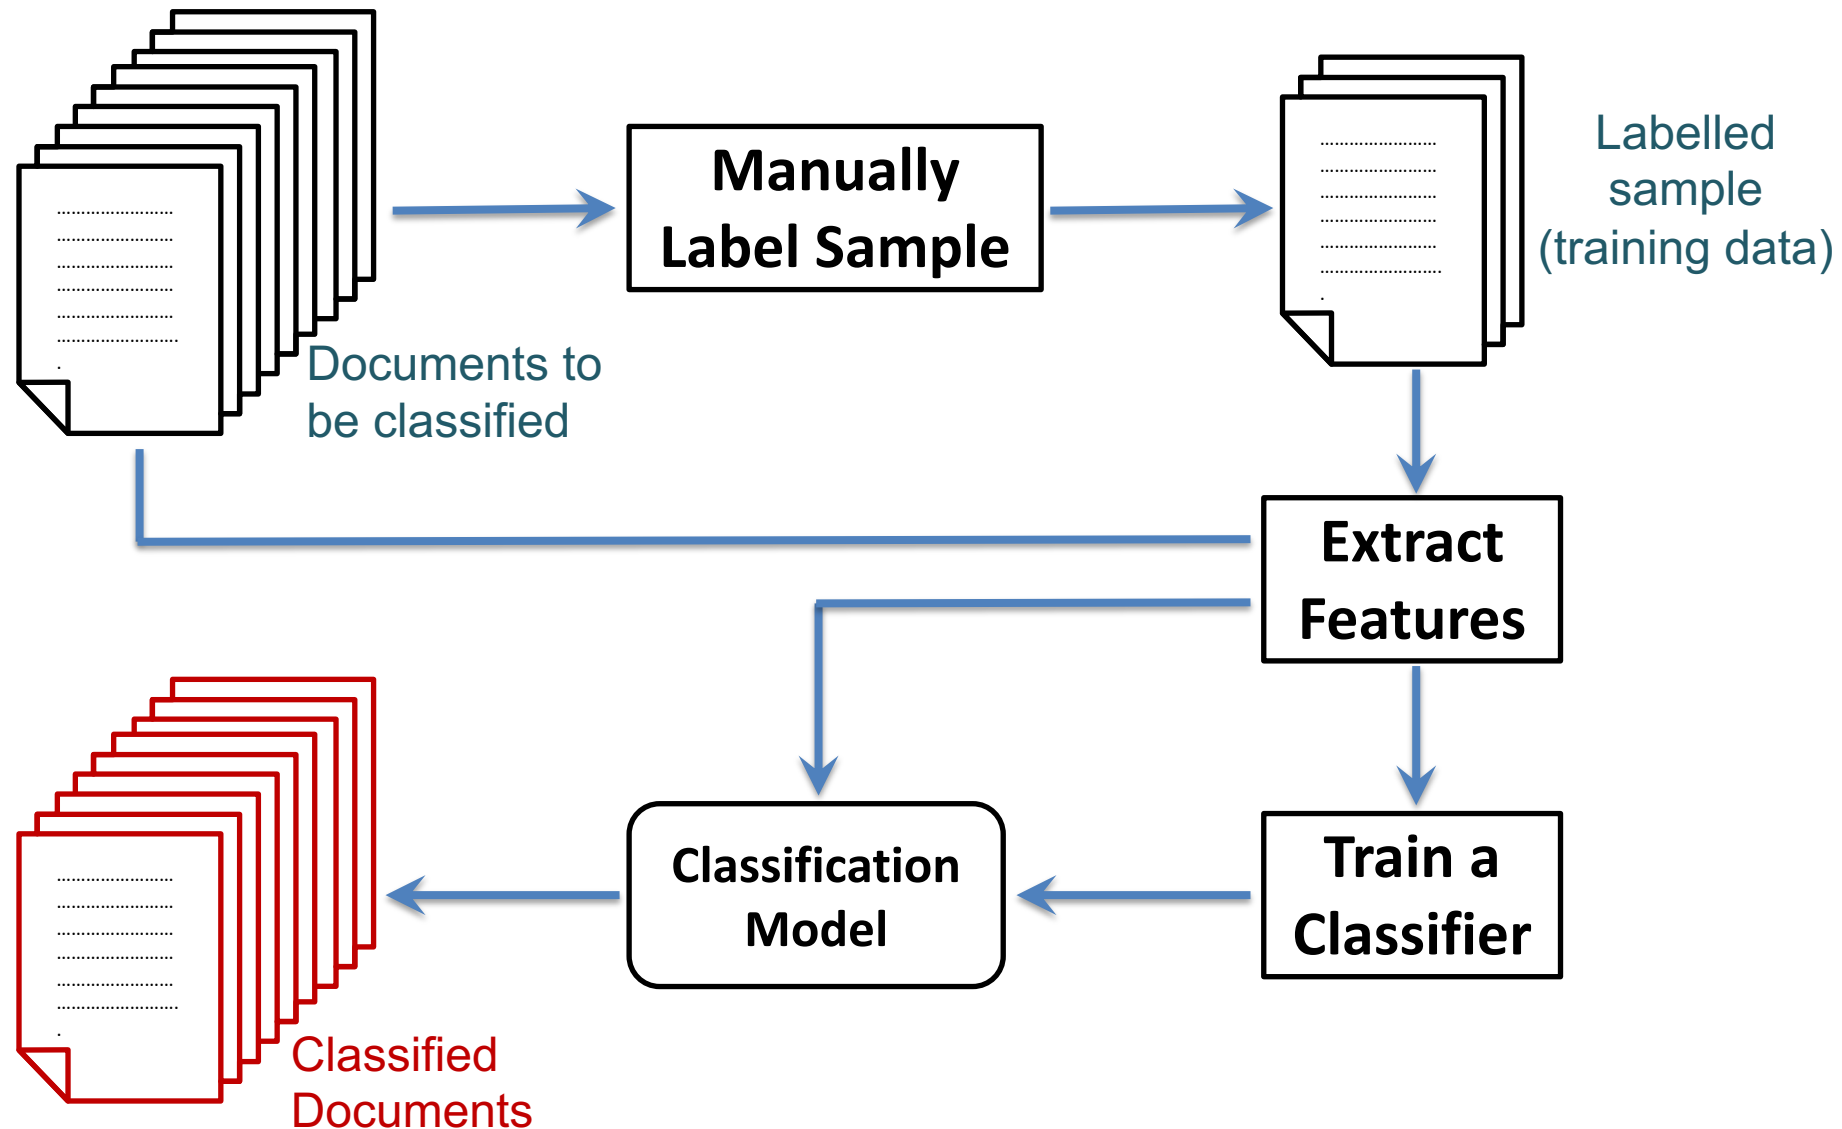 Manually
Label Sample
Labelled
sample
(training data)
Documents to
be classified
Extract
Features
Classification
Model
Train a
Classifier
Classified
Documents